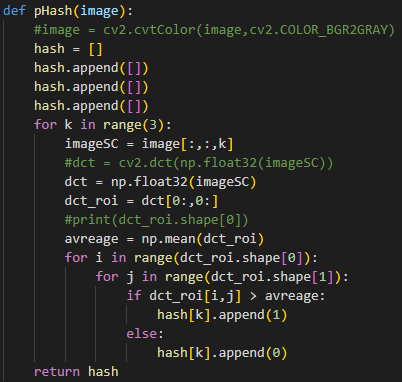 def pHash(image):
    #image = cv2.cvtColor(image,cv2.COLOR_BGR2GRAY)
    hash = []
    hash.append([])
    hash.append([])
    hash.append([])
    for k in range(3):
        imageSC = image[:,:,k]
        #dct = cv2.dct(np.float32(imageSC))
        dct = np.float32(imageSC)
        dct_roi = dct[0:,0:]
        #print(dct_roi.shape[0])
        avreage = np.mean(dct_roi)
        for i in range(dct_roi.shape[0]):
            for j in range(dct_roi.shape[1]):
                if dct_roi[i,j] > avreage:
                    hash[k].append(1)
                else:
                    hash[k].append(0)
    return hash